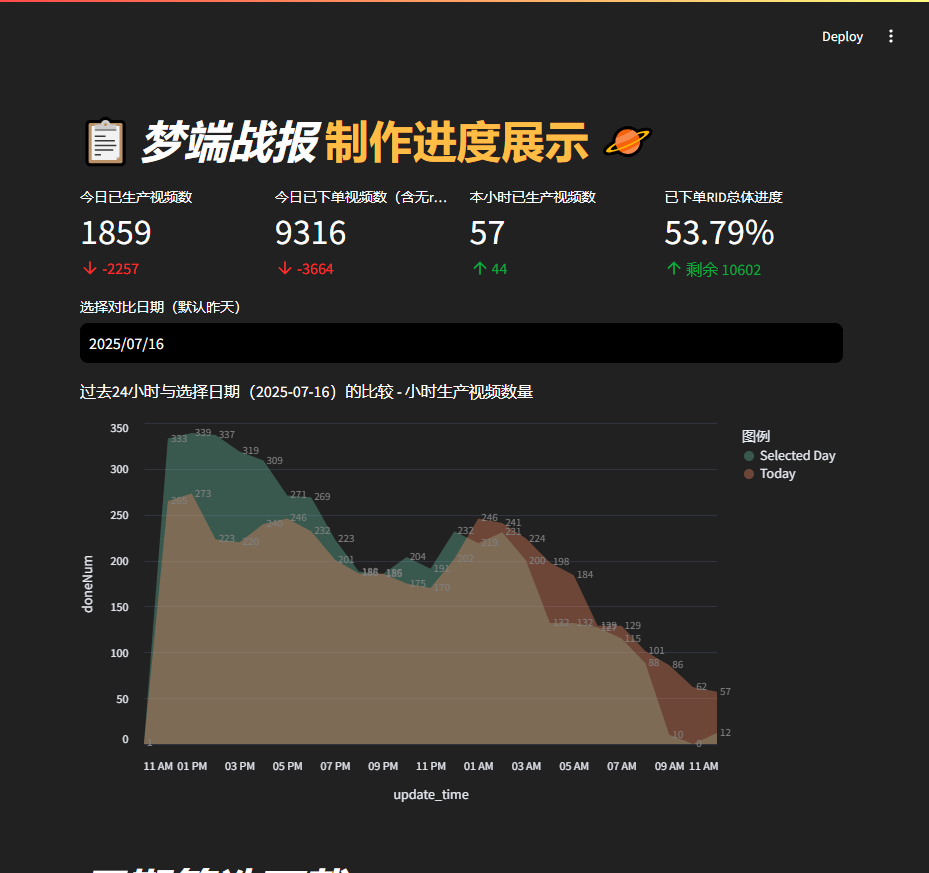 Deploy
梦端战报 制作进度展示
今日已生产视频数
1859
-2257
今日已下单视频数（含无r...
9316
-3664
本小时已生产视频数
57
44
已下单RID总体进度
53.79%
剩余 10602
选择对比日期（默认昨天）
2025/07/16
过去24小时与选择日期（2025-07-16）的比较 - 小时生产视频数量
图例
Selected Day
Today
doneNum
350
300
250
200
150
100
50
0
333 339 337 319 309 271 269 223 186 185 204 191 232 219 231 200 132 132 127 115 88 10 0 12
1 265 273 223 220 240 246 232 201 175 170 202 246 241 224 198 184 129 129 101 86 62 57
11 AM 01 PM 03 PM 05 PM 07 PM 09 PM 11 PM 01 AM 03 AM 05 AM 07 AM 09 AM 11 AM
update_time